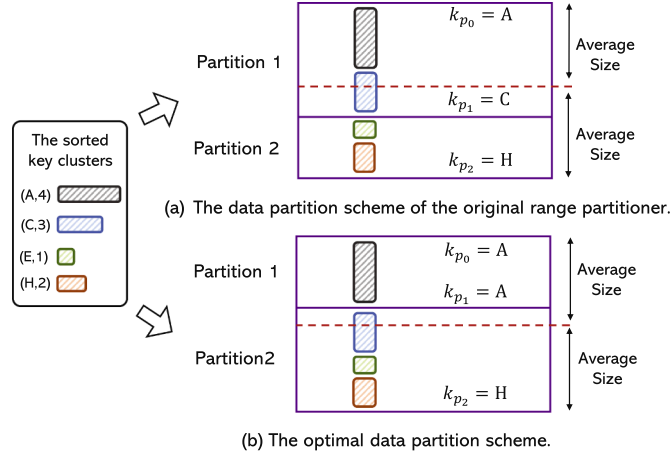 The sorted
key clusters
(A,4)
(C,3)
(E,1)
(H,2)
Partition 1
Partition 2
k_{p_0} = A
k_{p_1} = C
k_{p_2} = H
Average
Size
Average
Size
(a) The data partition scheme of the original range partitioner.
Partition 1
Partition2
k_{p_0} = A
k_{p_1} = A
k_{p_2} = H
Average
Size
Average
Size
(b) The optimal data partition scheme.